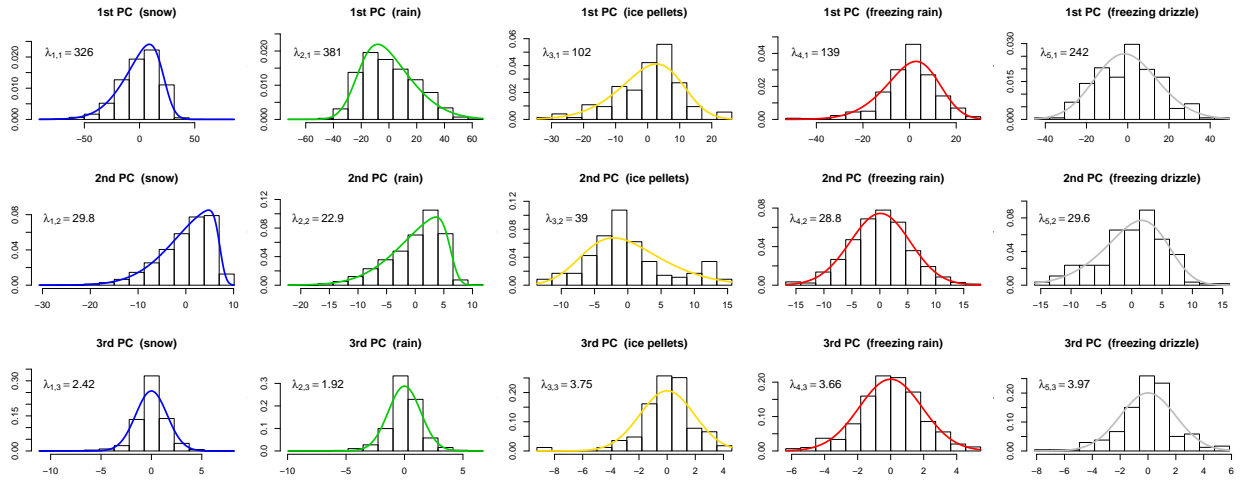 1st PC (snow)
λ1,1 = 326
0.000 0.010 0.020
−50 0 50
1st PC (rain)
λ2,1 = 381
0.000 0.010 0.020
−60 −40 −20 0 20 40 60
1st PC (ice pellets)
λ3,1 = 102
0.00 0.02 0.04 0.06
−30 −20 −10 0 10 20
1st PC (freezing rain)
λ4,1 = 139
0.00 0.02 0.04
−40 −20 0 20
1st PC (freezing drizzle)
λ5,1 = 242
0.000 0.015 0.030
−40 −20 0 20 40
2nd PC (snow)
λ1,2 = 29.8
0.00 0.04 0.08
−30 −20 −10 0 10
2nd PC (rain)
λ2,2 = 22.9
0.00 0.04 0.08 0.12
−20 −15 −10 −5 0 5 10
2nd PC (ice pellets)
λ3,2 = 39
0.00 0.04 0.08 0.12
−10 −5 0 5 10 15
2nd PC (freezing rain)
λ4,2 = 28.8
0.00 0.04 0.08
−15 −10 −5 0 5 10 15
2nd PC (freezing drizzle)
λ5,2 = 29.6
0.00 0.04 0.08
−15 −10 −5 0 5 10 15
3rd PC (snow)
λ1,3 = 2.42
0.00 0.15 0.30
−10 −5 0 5
3rd PC (rain)
λ2,3 = 1.92
0.0 0.1 0.2 0.3
−10 −5 0 5
3rd PC (ice pellets)
λ3,3 = 3.75
0.0 0.1 0.2 0.3
−8 −6 −4 −2 0 2 4
3rd PC (freezing rain)
λ4,3 = 3.66
0.00 0.10 0.20
−6 −4 −2 0 2 4
3rd PC (freezing drizzle)
λ5,3 = 3.97
0.00 0.10 0.20
−8 −6 −4 −2 0 2 4 6